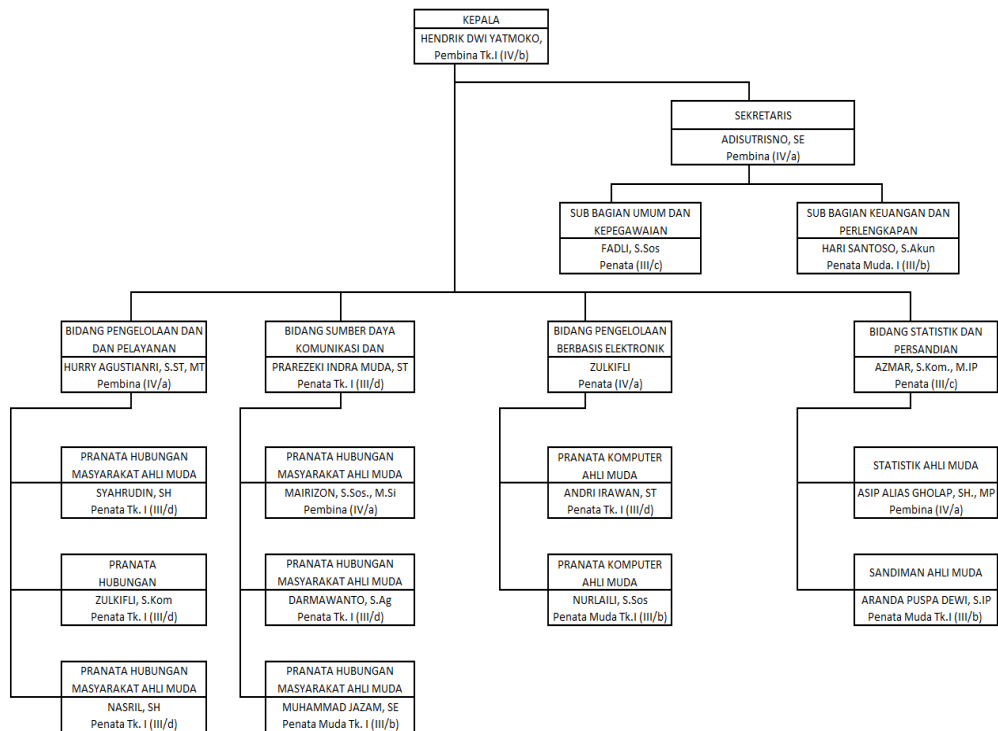 KEPALA
HENDRIK DWI YATMOKO,
Pembina Tk.I (IV/b)
SEKRETARIS
ADISUTRISNO, SE
Pembina (IV/a)
SUB BAGIAN UMUM DAN
KEPEGAWAIAN
FADLI, S.Sos
Penata (III/c)
SUB BAGIAN KEUANGAN DAN
PERLENGKAPAN
HARI SANTOSO, S.Akun
Penata Muda. I (III/b)
BIDANG PENGELOLAAN DAN
DAN PELAYANAN
HURRY AGUSTIANRI, S.ST, MT
Pembina (IV/a)
BIDANG SUMBER DAYA
KOMUNIKASI DAN
PRAREZEKI INDRA MUDA, ST
Penata Tk. I (III/d)
BIDANG PENGELOLAAN
BERBASIS ELEKTRONIK
ZULKIFLI
Penata (IV/a)
BIDANG STATISTIK DAN
PERSANDIAN
AZMAR, S.Kom., M.IP
Penata (III/c)
PRANATA HUBUNGAN
MASYARAKAT AHLI MUDA
SYAHRUDIN, SH
Penata Tk. I (III/d)
PRANATA HUBUNGAN
MASYARAKAT AHLI MUDA
MAIRIZON, S.Sos., M.Si
Pembina (IV/a)
PRANATA KOMPUTER
AHLI MUDA
ANDRI IRAWAN, ST
Penata Tk. I (III/d)
STATISTIK AHLI MUDA
ASIP ALIAS GHOLAP, SH., MP
Pembina (IV/a)
PRANATA
HUBUNGAN
ZULKIFLI, S.Kom
Penata Tk. I (III/d)
PRANATA HUBUNGAN
MASYARAKAT AHLI MUDA
DARMAWANTO, S.Ag
Penata Tk. I (III/d)
PRANATA KOMPUTER
AHLI MUDA
NURLAILI, S.Sos
Penata Muda Tk.I (III/b)
SANDIMAN AHLI MUDA
ARANDA PUSPA DEWI, S.IP
Penata Muda Tk.I (III/b)
PRANATA HUBUNGAN
MASYARAKAT AHLI MUDA
NASRIL, SH
Penata Tk. I (III/d)
PRANATA HUBUNGAN
MASYARAKAT AHLI MUDA
MUHAMMAD JAZAM, SE
Penata Muda Tk. I (III/b)